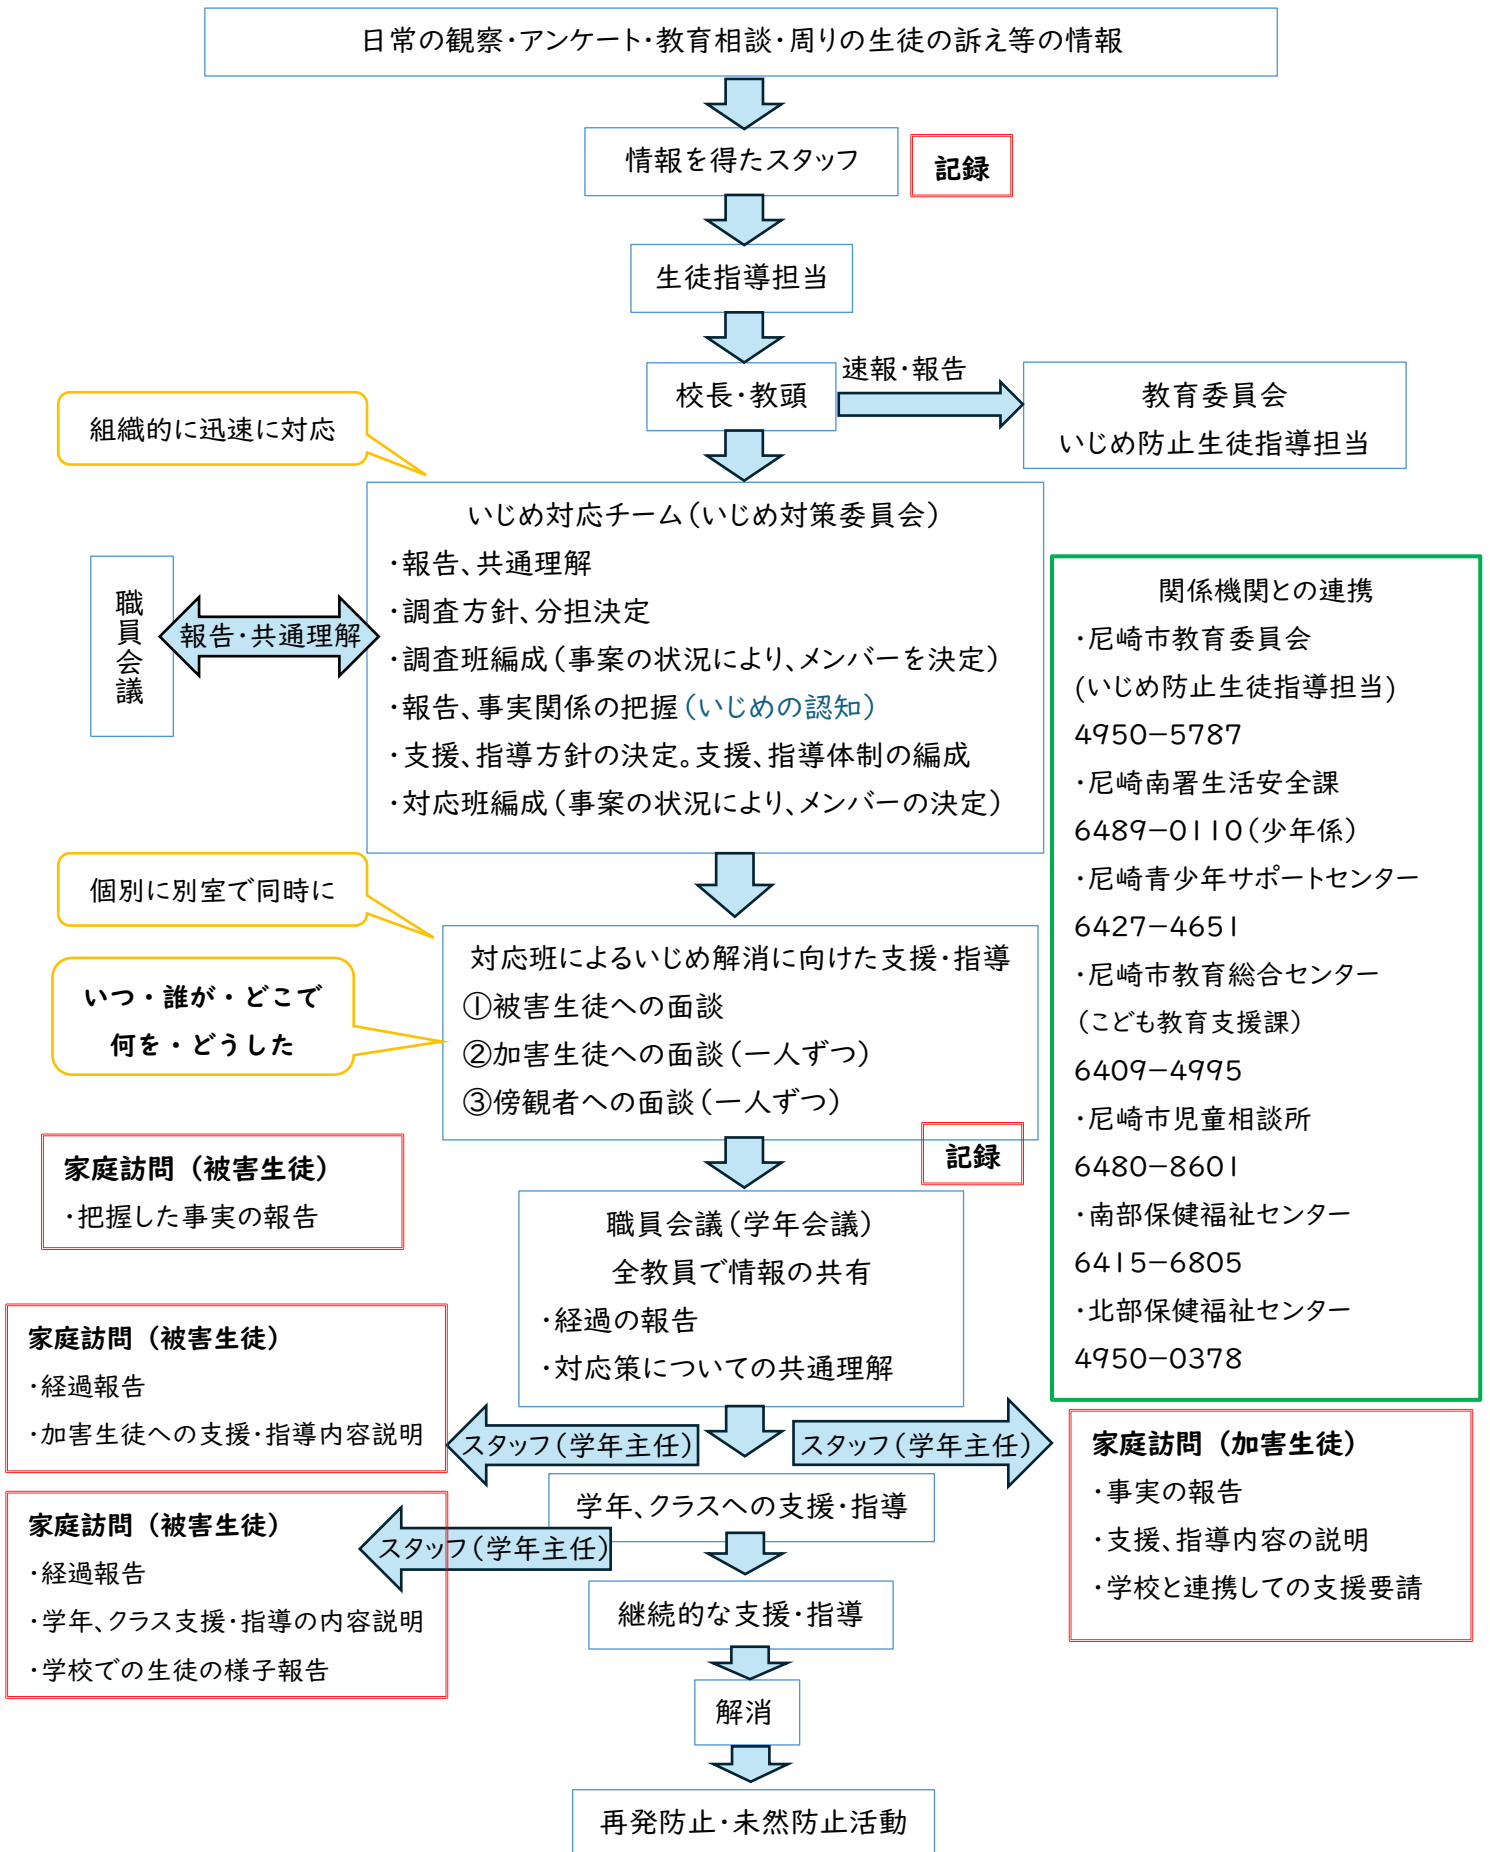 日常の観察・アンケート・教育相談・周りの生徒の訴え等の情報
情報を得たスタッフ
記録
生徒指導担当
校長・教頭
速報・報告
教育委員会
いじめ防止生徒指導担当
組織的に迅速に対応
いじめ対応チーム(いじめ対策委員会)
・報告、共通理解
・調査方針、分担決定
・調査班編成(事案の状況により、メンバーを決定)
・報告、事実関係の把握(いじめの認知)
・支援、指導方針の決定。支援、指導体制の編成
・対応班編成(事案の状況により、メンバーの決定)
職員会議
報告・共通理解
関係機関との連携
・尼崎市教育委員会
(いじめ防止生徒指導担当)
4950-5787
・尼崎南署生活安全課
6489-0110(少年係)
・尼崎青少年サポートセンター
6427-4651
・尼崎市教育総合センター
(こども教育支援課)
6409-4995
・尼崎市児童相談所
6480-8601
・南部保健福祉センター
6415-6805
・北部保健福祉センター
4950-0378
個別に別室で同時に
いつ・誰が・どこで
何を・どうした
対応班によるいじめ解消に向けた支援・指導
①被害生徒への面談
②加害生徒への面談(一人ずつ)
③傍観者への面談(一人ずつ)
記録
家庭訪問(被害生徒)
・把握した事実の報告
職員会議(学年会議)
全教員で情報の共有
・経過の報告
・対応策についての共通理解
家庭訪問(被害生徒)
・経過報告
・加害生徒への支援・指導内容説明
スタッフ(学年主任)
スタッフ(学年主任)
家庭訪問(加害生徒)
・事実の報告
・支援、指導内容の説明
・学校と連携しての支援要請
学年、クラスへの支援・指導
家庭訪問(被害生徒)
・経過報告
・学年、クラス支援・指導の内容説明
・学校での生徒の様子報告
スタッフ(学年主任)
継続的な支援・指導
解消
再発防止・未然防止活動